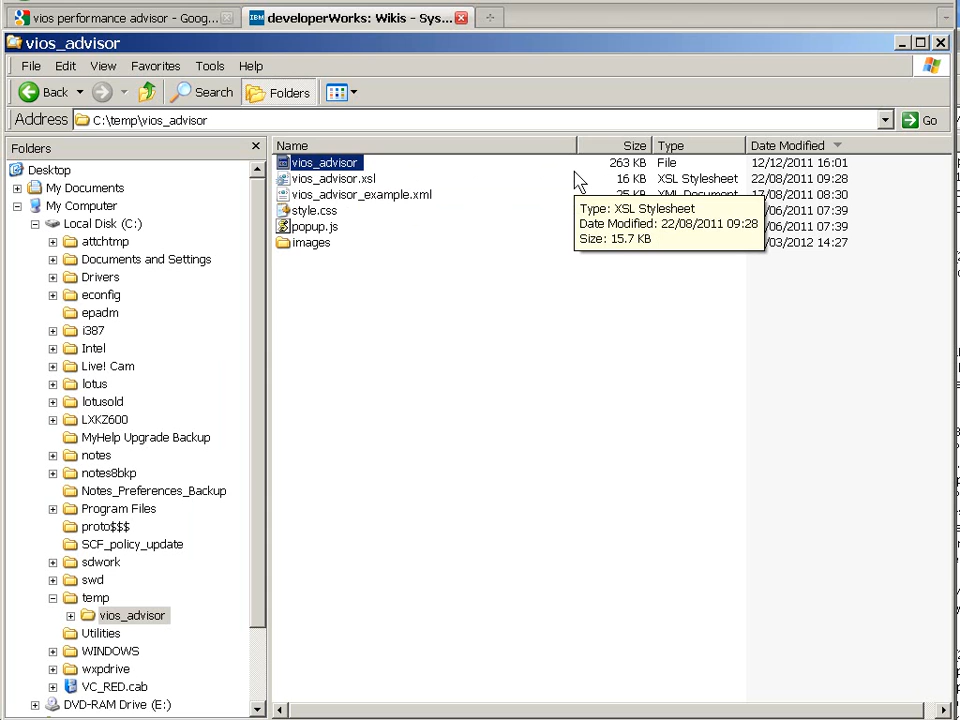 vios performance advisor - Goog...
IBM developerWorks: Wikis - Sys...
vios_advisor
File Edit View Favorites Tools Help
Back Search Folders
Address C:\temp\vios_advisor Go
Folders
Name Size Type Date Modified
vios_advisor 263 KB File 12/12/2011 16:01
vios_advisor.xsl 16 KB XSL Stylesheet 22/08/2011 09:28
vios_advisor_example.xml 25 KB XML Document 17/08/2011 08:30
style.css /06/2011 07:39
popup.js /06/2011 07:39
images /03/2012 14:27
Type: XSL Stylesheet
Date Modified: 22/08/2011 09:28
Size: 15.7 KB
Desktop
My Documents
My Computer
Local Disk (C:)
attchtmp
Documents and Settings
Drivers
econfig
epadm
i387
Intel
Live! Cam
lotus
lotusold
LXKZ600
MyHelp Upgrade Backup
notes
notes8bkp
Notes_Preferences_Backup
Program Files
proto$$$
SCF_policy_update
sdwork
swd
temp
vios_advisor
Utilities
WINDOWS
wxpdrive
VC_RED.cab
DVD-RAM Drive (E:)